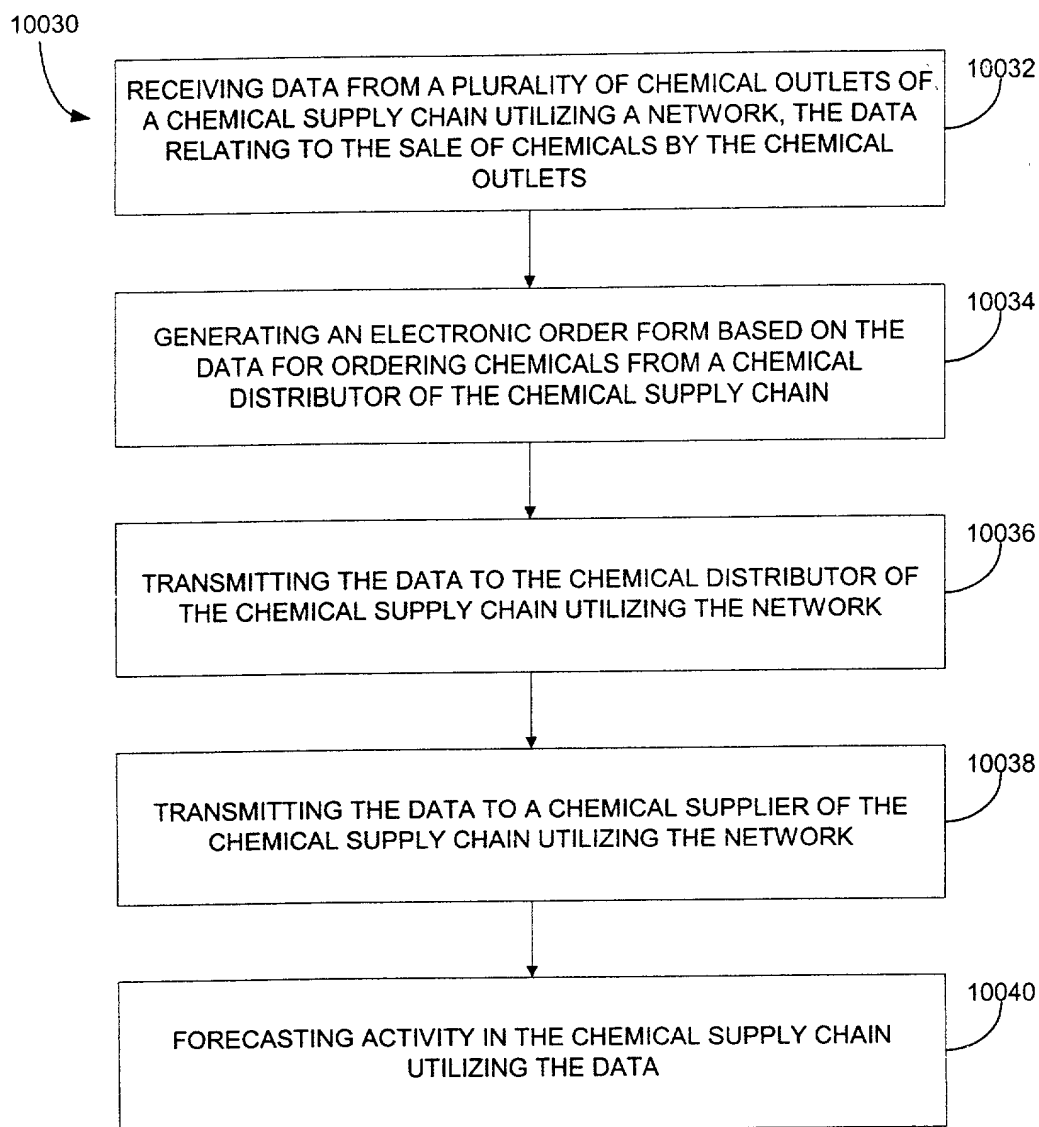 10030
10032
RECEIVING DATA FROM A PLURALITY OF CHEMICAL OUTLETS OF
A CHEMICAL SUPPLY CHAIN UTILIZING A NETWORK, THE DATA
RELATING TO THE SALE OF CHEMICALS BY THE CHEMICAL
OUTLETS
10034
GENERATING AN ELECTRONIC ORDER FORM BASED ON THE
DATA FOR ORDERING CHEMICALS FROM A CHEMICAL
DISTRIBUTOR OF THE CHEMICAL SUPPLY CHAIN
10036
TRANSMITTING THE DATA TO THE CHEMICAL DISTRIBUTOR OF
THE CHEMICAL SUPPLY CHAIN UTILIZING THE NETWORK
10038
TRANSMITTING THE DATA TO A CHEMICAL SUPPLIER OF THE
CHEMICAL SUPPLY CHAIN UTILIZING THE NETWORK
10040
FORECASTING ACTIVITY IN THE CHEMICAL SUPPLY CHAIN
UTILIZING THE DATA